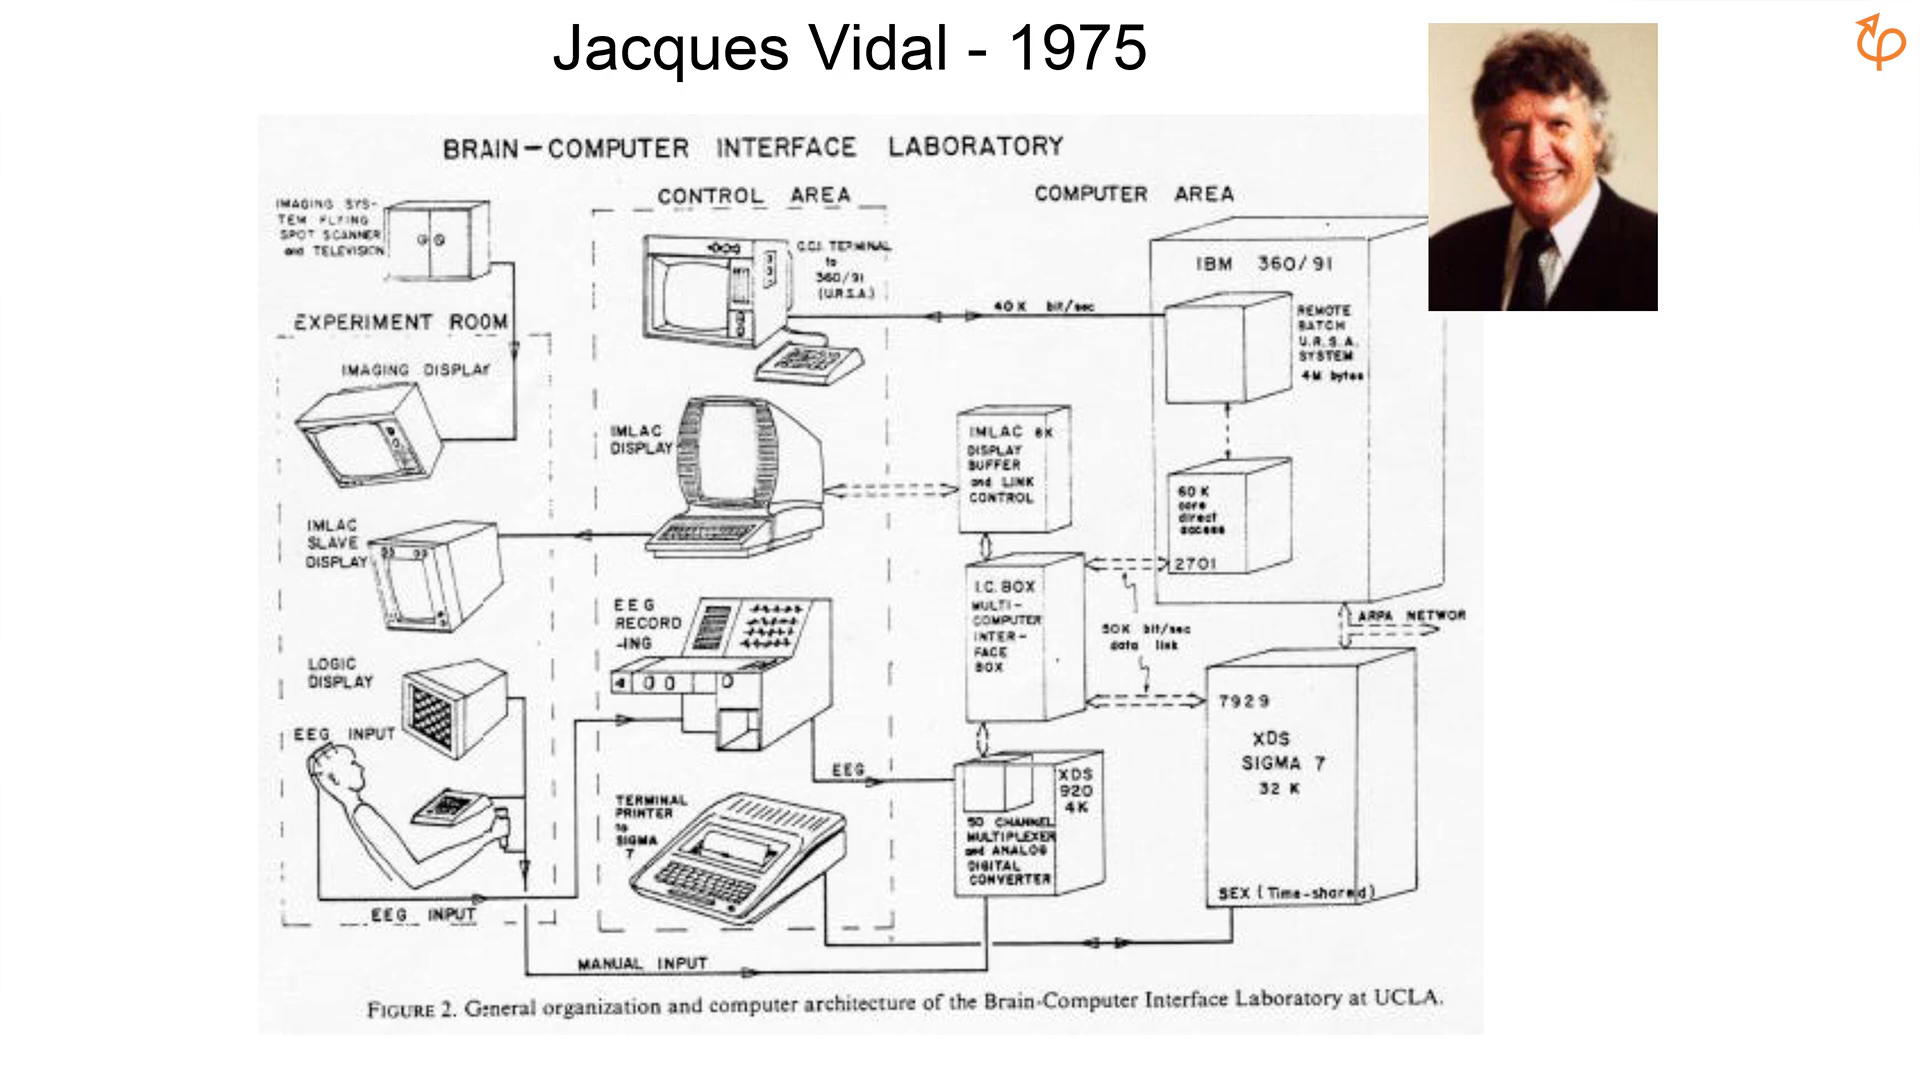 Jacques Vidal - 1975
BRAIN-COMPUTER INTERFACE LABORATORY
CONTROL AREA
COMPUTER AREA
IMAGING SYS-
TEM FLYING
SPOT SCANNER
and TELEVISION
EXPERIMENT ROOM
IMAGING DISPLAY
IMLAC
SLAVE
DISPLAY
LOGIC
DISPLAY
EEG INPUT
EEG INPUT
TERMINAL
to
360/91
(U.R.S.A.)
IMLAC
DISPLAY
EEG
RECORD
-ING
TERMINAL
PRINTER
to
SIGMA
7
EEG
MANUAL INPUT
40K bit/sec
IBM 360/91
REMOTE
BATCH
U.R.S.A.
SYSTEM
4M bytes
60K
core
direct
access
2701
IMLAC 8K
DISPLAY
BUFFER
and LINK
CONTROL
I.C. BOX
MULTI-
COMPUTER
INTER-
FACE
BOX
50K bit/sec
data link
ARPA NETWOR
7929
XDS
SIGMA 7
32 K
SEX (Time-shared)
XDS
920
4K
50 CHANNEL
MULTIPLEXER
and ANALOG
DIGITAL
CONVERTER
FIGURE 2. General organization and computer architecture of the Brain-Computer Interface Laboratory at UCLA.